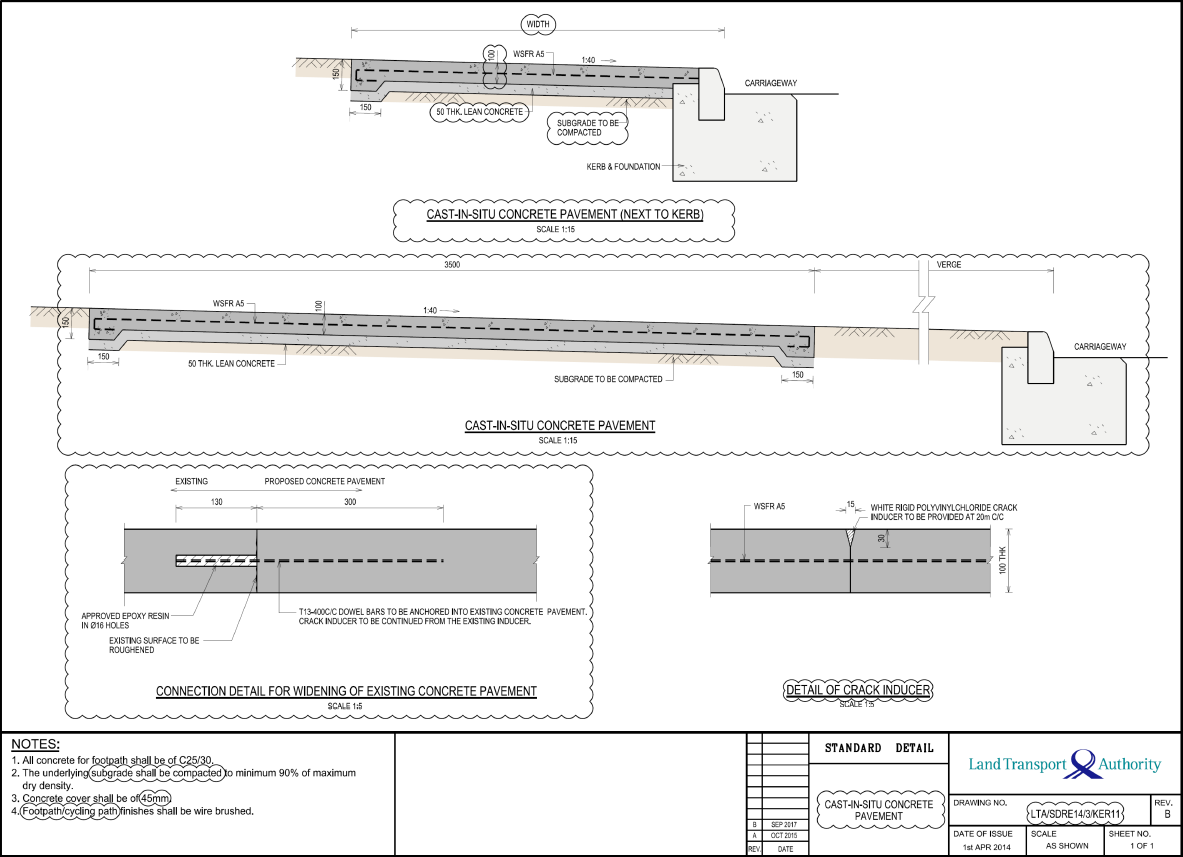 WIDTH
WSFR A5
1:40
100
150
150
50 THK. LEAN CONCRETE
SUBGRADE TO BE
COMPACTED
CARRIAGEWAY
KERB & FOUNDATION
CAST-IN-SITU CONCRETE PAVEMENT (NEXT TO KERB)
SCALE 1:15
3500
VERGE
WSFR A5
100
1:40
150
150
50 THK. LEAN CONCRETE
SUBGRADE TO BE COMPACTED
150
CARRIAGEWAY
CAST-IN-SITU CONCRETE PAVEMENT
SCALE 1:15
EXISTING
PROPOSED CONCRETE PAVEMENT
130
300
APPROVED EPOXY RESIN
IN Ø16 HOLES
EXISTING SURFACE TO BE
ROUGHENED
T13-400C/C DOWEL BARS TO BE ANCHORED INTO EXISTING CONCRETE PAVEMENT.
CRACK INDUCER TO BE CONTINUED FROM THE EXISTING INDUCER.
CONNECTION DETAIL FOR WIDENING OF EXISTING CONCRETE PAVEMENT
SCALE 1:5
WSFR A5
15
WHITE RIGID POLYVINYLCHLORIDE CRACK
INDUCER TO BE PROVIDED AT 20m C/C
30
100 THK
DETAIL OF CRACK INDUCER
SCALE 1:5
NOTES:
1. All concrete for footpath shall be of C25/30.
2. The underlying subgrade shall be compacted to minimum 90% of maximum
dry density.
3. Concrete cover shall be of 45mm.
4. Footpath/cycling path finishes shall be wire brushed.
B SEP 2017
A OCT 2015
REV. DATE
STANDARD DETAIL
CAST-IN-SITU CONCRETE
PAVEMENT
Land Transport Authority
DRAWING NO.
LTA/SDRE14/3/KER11
REV.
B
DATE OF ISSUE
1st APR 2014
SCALE
AS SHOWN
SHEET NO.
1 OF 1